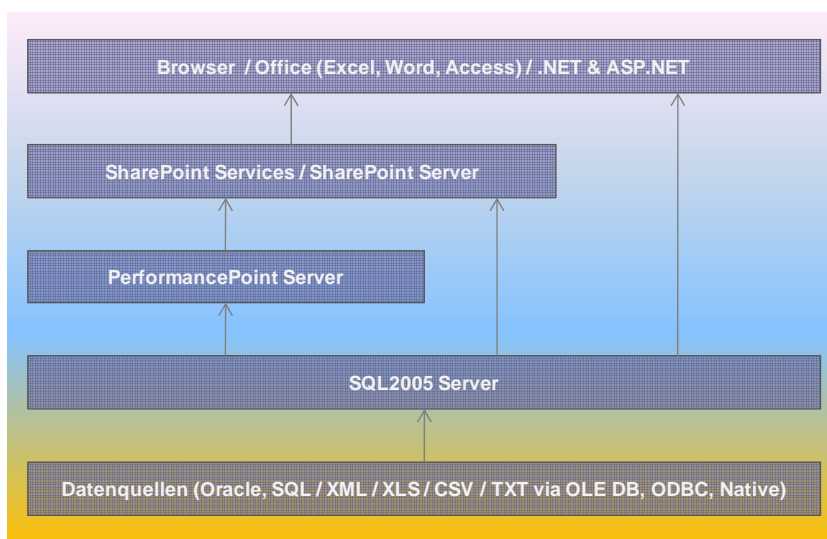 Browser / Office (Excel, Word, Access) / .NET & ASP.NET
SharePoint Services / SharePoint Server
PerformancePoint Server
SQL2005 Server
Datenquellen (Oracle, SQL / XML / XLS / CSV / TXT via OLE DB, ODBC, Native)